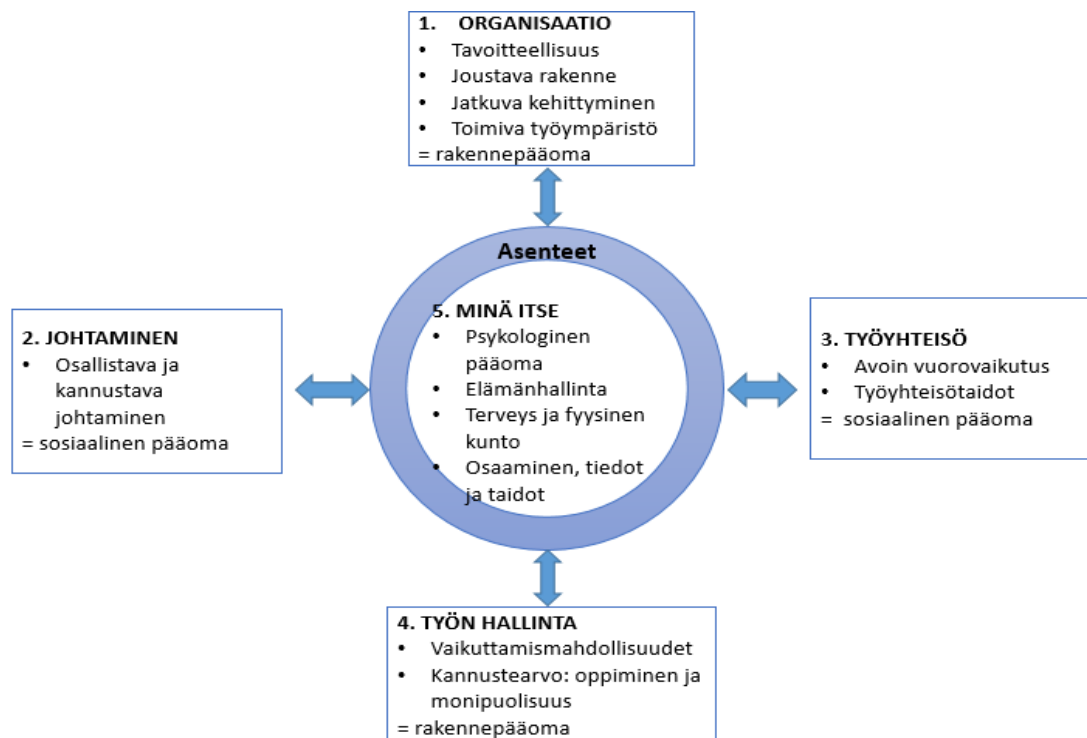 1. ORGANISAATIO
• Tavoitteellisuus
• Joustava rakenne
• Jatkuva kehittyminen
• Toimiva työympäristö
= rakennepääoma
Asenteet
5. MINÄ ITSE
• Psykologinen
pääoma
• Elämänhallinta
• Terveys ja fyysinen
kunto
• Osaaminen, tiedot
ja taidot
2. JOHTAMINEN
• Osallistava ja
kannustava
johtaminen
= sosiaalinen pääoma
3. TYÖYHTEISÖ
• Avoin vuorovaikutus
• Työyhteisötaidot
= sosiaalinen pääoma
4. TYÖN HALLINTA
• Vaikuttamismahdollisuudet
• Kannustearvo: oppiminen ja
monipuolisuus
= rakennepääoma